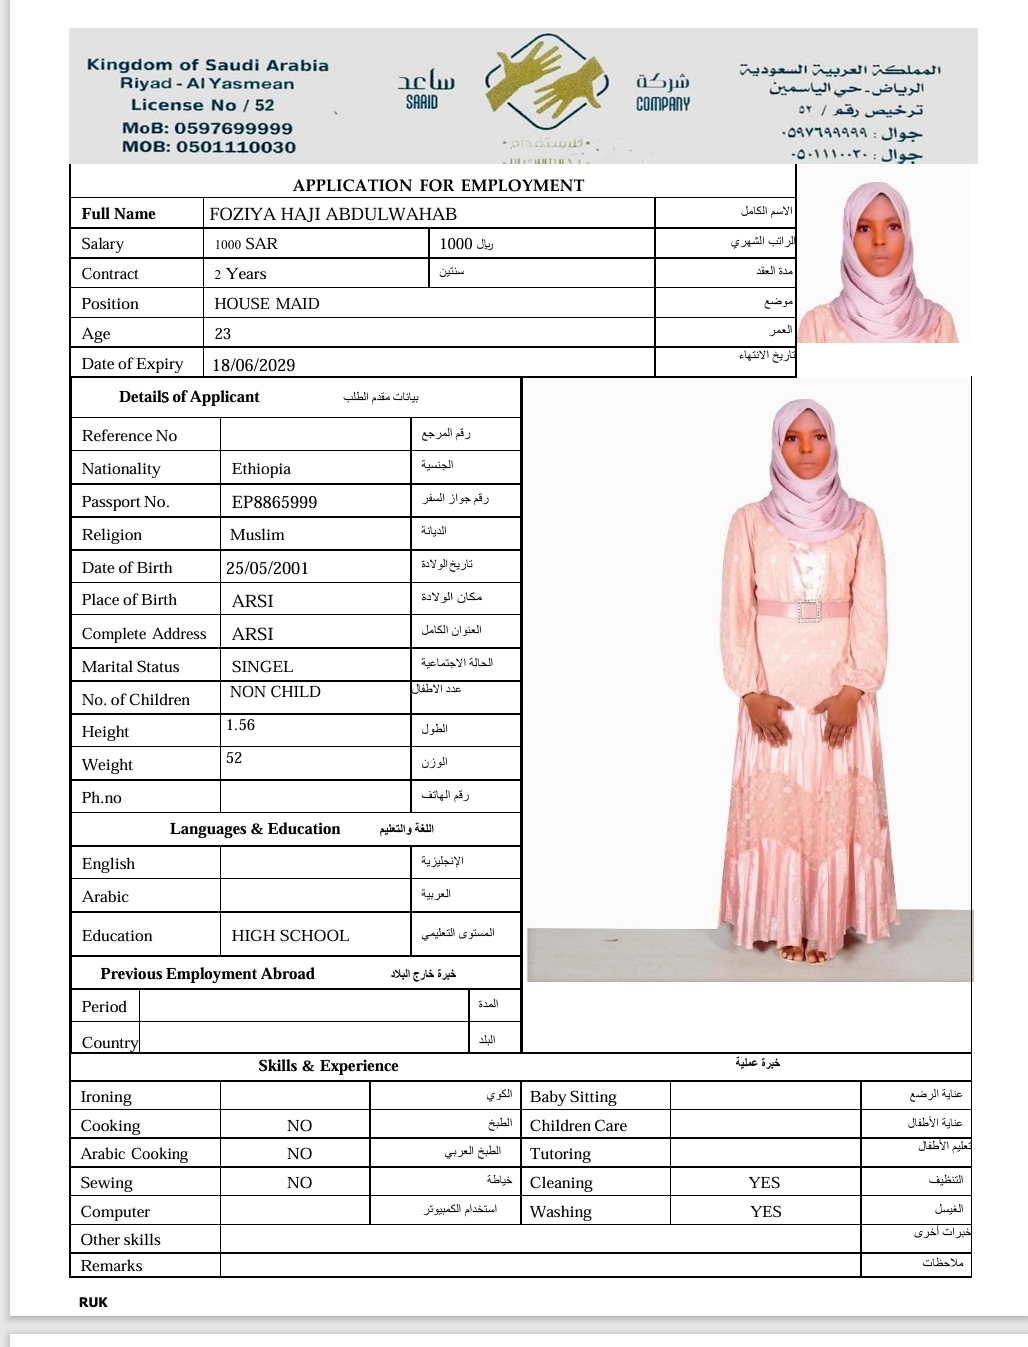 Kingdom of Saudi Arabia
Riyad - Al Yasmean
License No / 52
MoB: 0597699999
MOB: 0501110030
ساعد
SAAID
شركة
COMPANY
المملكة العربية السعودية
الرياض - حي الياسمين
ترخيص رقم / ٥٢
جوال : ٠٥٩٧٦٩٩٩٩٩
جوال : ٠٥٠١١١٠٠٣٠
APPLICATION FOR EMPLOYMENT
Full Name FOZIYA HAJI ABDULWAHAB الاسم الكامل
Salary 1000 SAR 1000 ريال الراتب الشهري
Contract 2 Years سنتين مدة العقد
Position HOUSE MAID موضع
Age 23 العمر
Date of Expiry 18/06/2029 تاريخ الانتهاء
Details of Applicant بيانات مقدم الطلب
Reference No رقم المرجع
Nationality Ethiopia الجنسية
Passport No. EP8865999 رقم جواز السفر
Religion Muslim الديانة
Date of Birth 25/05/2001 تاريخ الولادة
Place of Birth ARSI مكان الولادة
Complete Address ARSI العنوان الكامل
Marital Status SINGEL الحالة الاجتماعية
No. of Children NON CHILD عدد الاطفال
Height 1.56 الطول
Weight 52 الوزن
Ph.no رقم الهاتف
Languages & Education اللغة والتعليم
English الإنجليزية
Arabic العربية
Education HIGH SCHOOL المستوى التعليمي
Previous Employment Abroad خبرة خارج البلاد
Period المدة
Country البلد
Skills & Experience خبرة عملية
Ironing الكوي Baby Sitting عناية الرضع
Cooking NO الطبخ Children Care عناية الأطفال
Arabic Cooking NO الطبخ العربي Tutoring تعليم الأطفال
Sewing NO خياطة Cleaning YES التنظيف
Computer استخدام الكمبيوتر Washing YES الغيسل
Other skills خبرات أخرى
Remarks ملاحظات
RUK